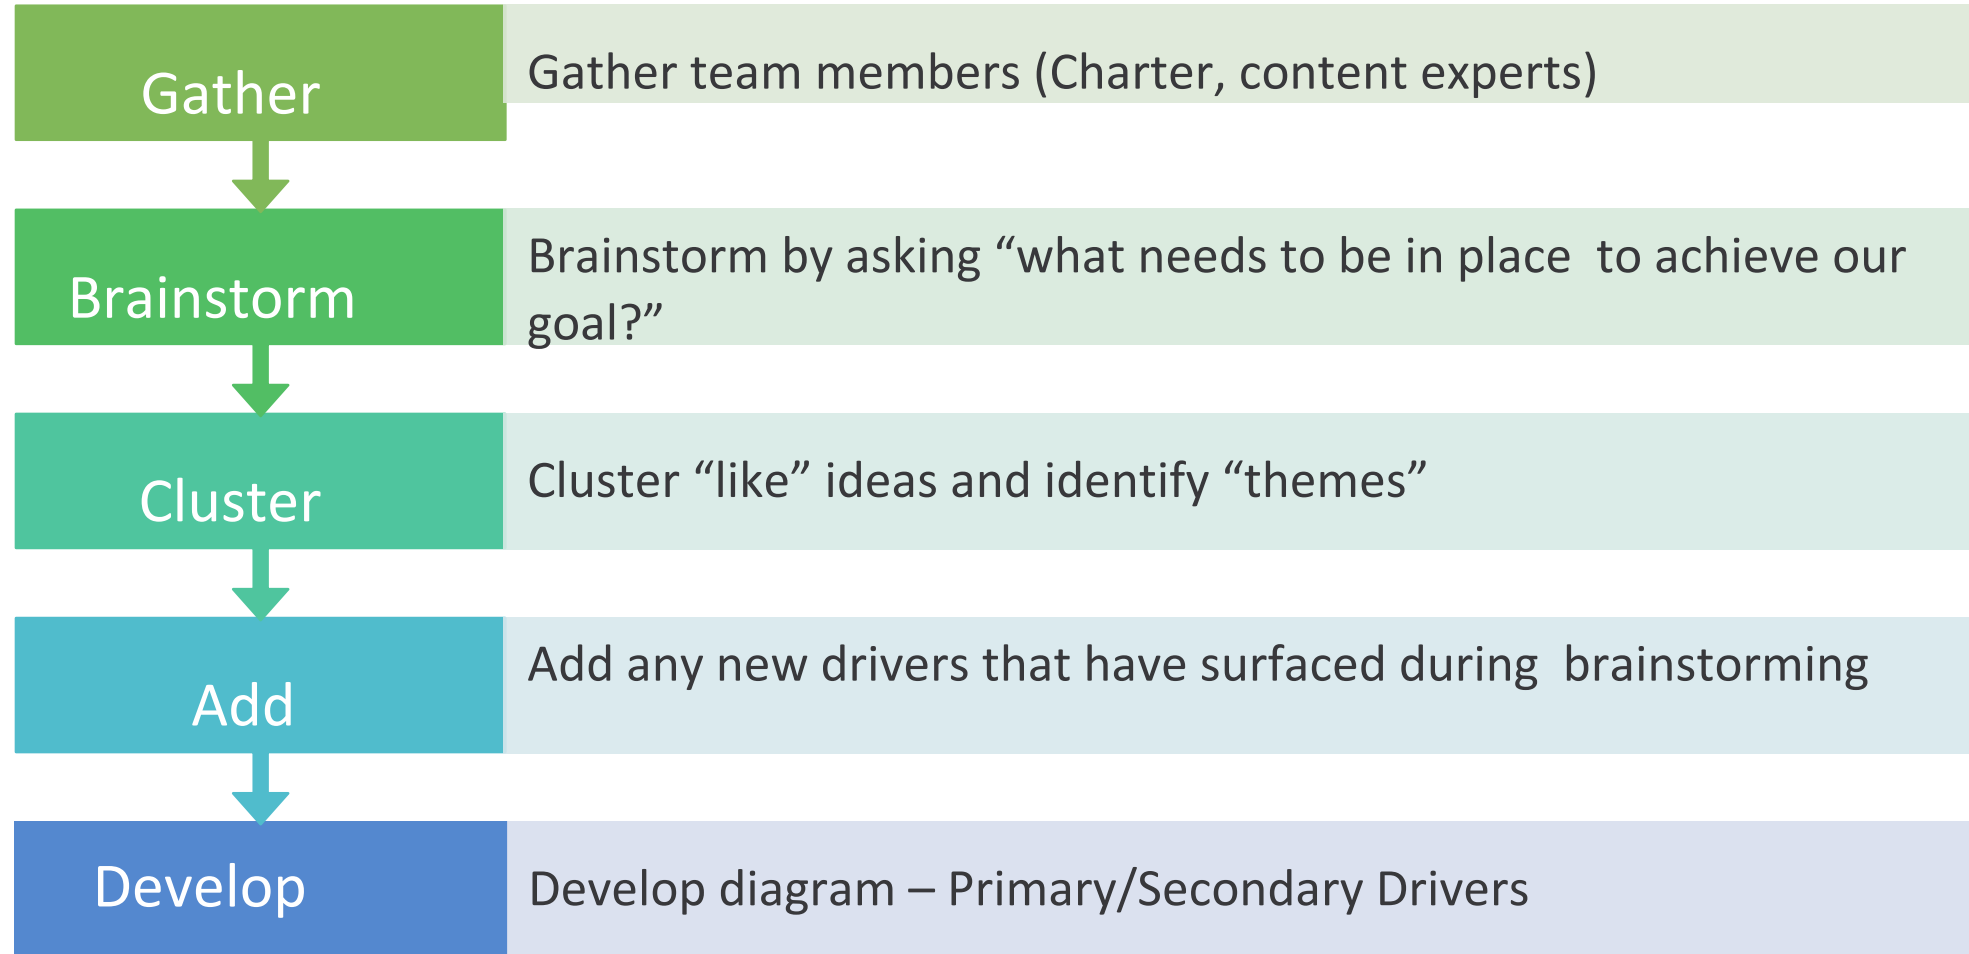 Gather
Gather team members (Charter, content experts)
Brainstorm
Brainstorm by asking “what needs to be in place  to achieve our
goal?”
Cluster
Cluster “like” ideas and identify “themes”
Add
Add any new drivers that have surfaced during  brainstorming
Develop
Develop diagram – Primary/Secondary Drivers